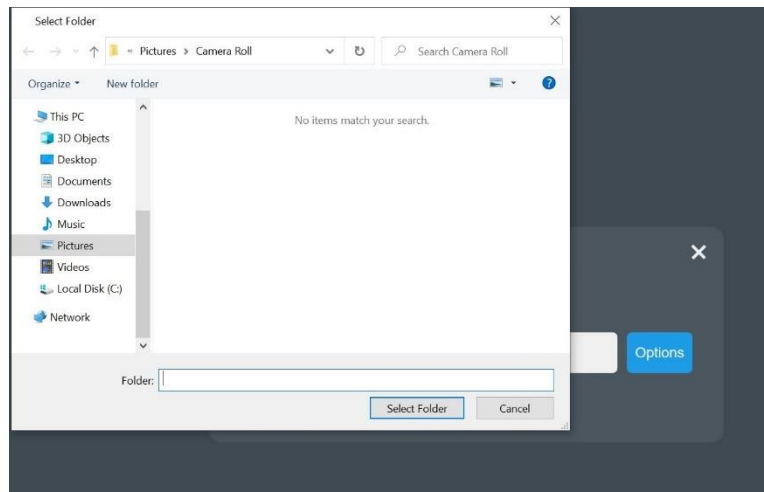 Select Folder
« Pictures > Camera Roll
Search Camera Roll
Organize
New folder
This PC
No items match your search.
3D Objects
Desktop
Documents
Downloads
Music
Pictures
Videos
Local Disk (C:)
Network
Options
Folder:
Select Folder
Cancel